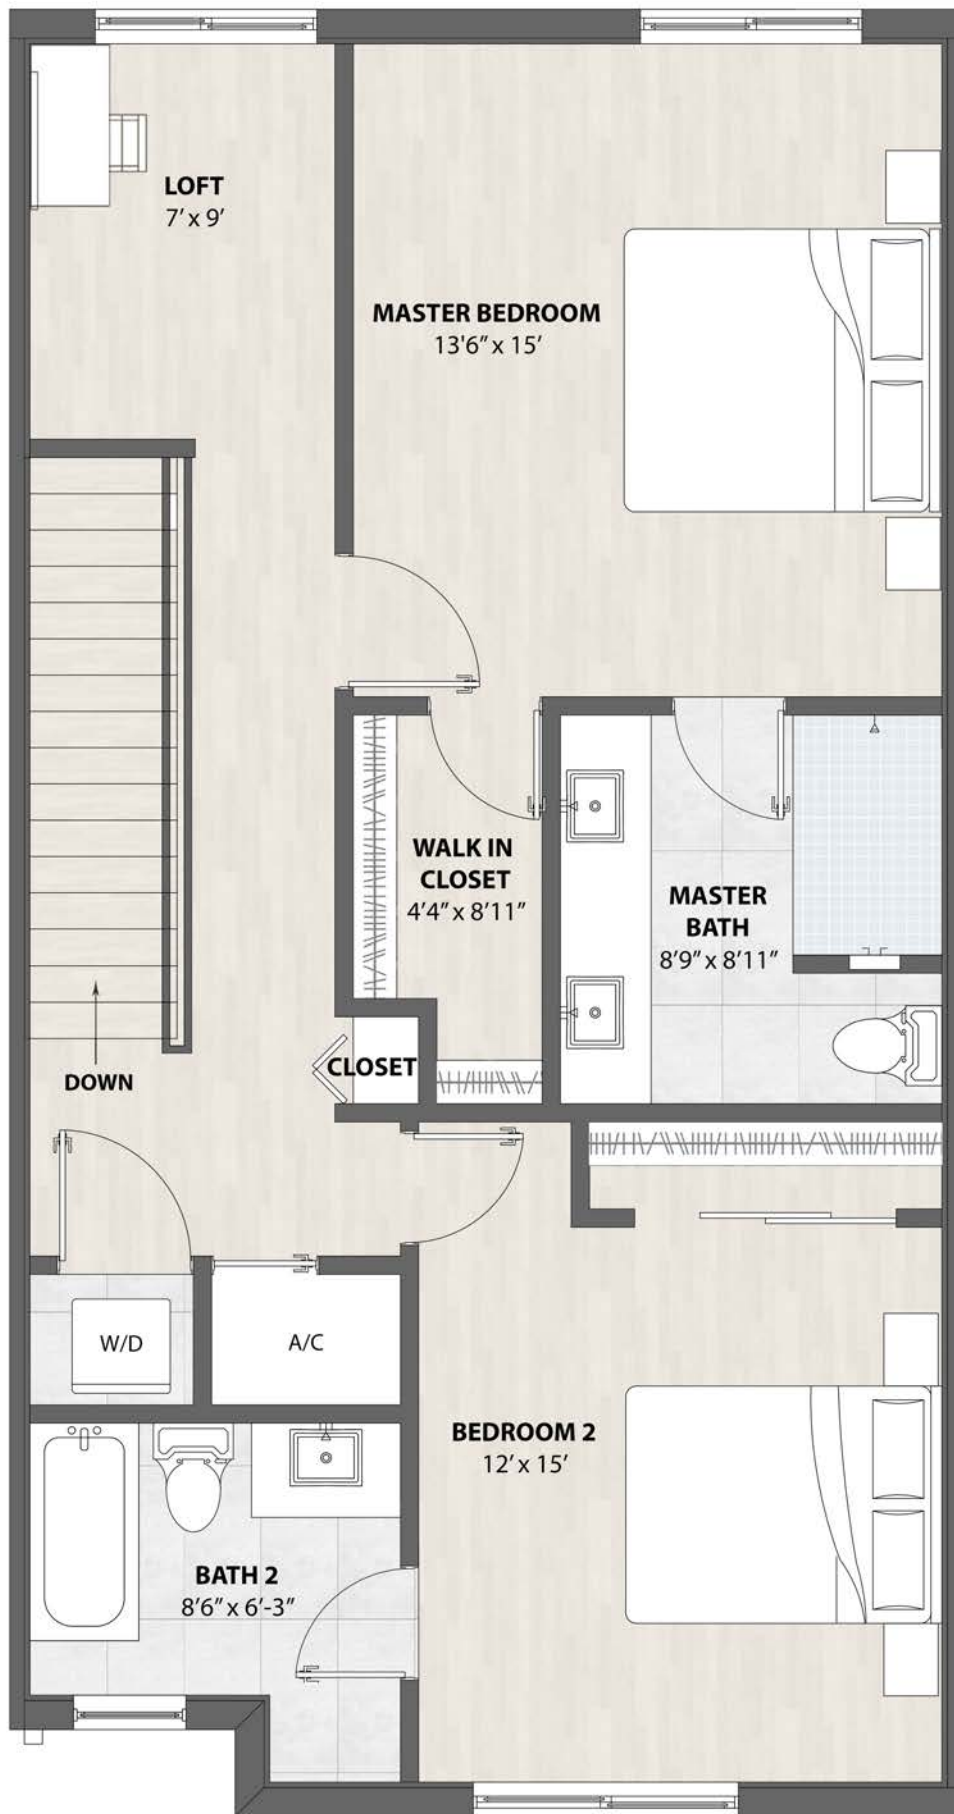 LOFT
7’ x 9’
MASTER BEDROOM
13'6” x 15’
WALK IN
CLOSET
4’4” x 8’11”
MASTER
BATH
8’9” x 8’11”
CLOSET
DOWN
W/D
A/C
BEDROOM 2
12’ x 15’
BATH 2
8’6” x 6’-3”